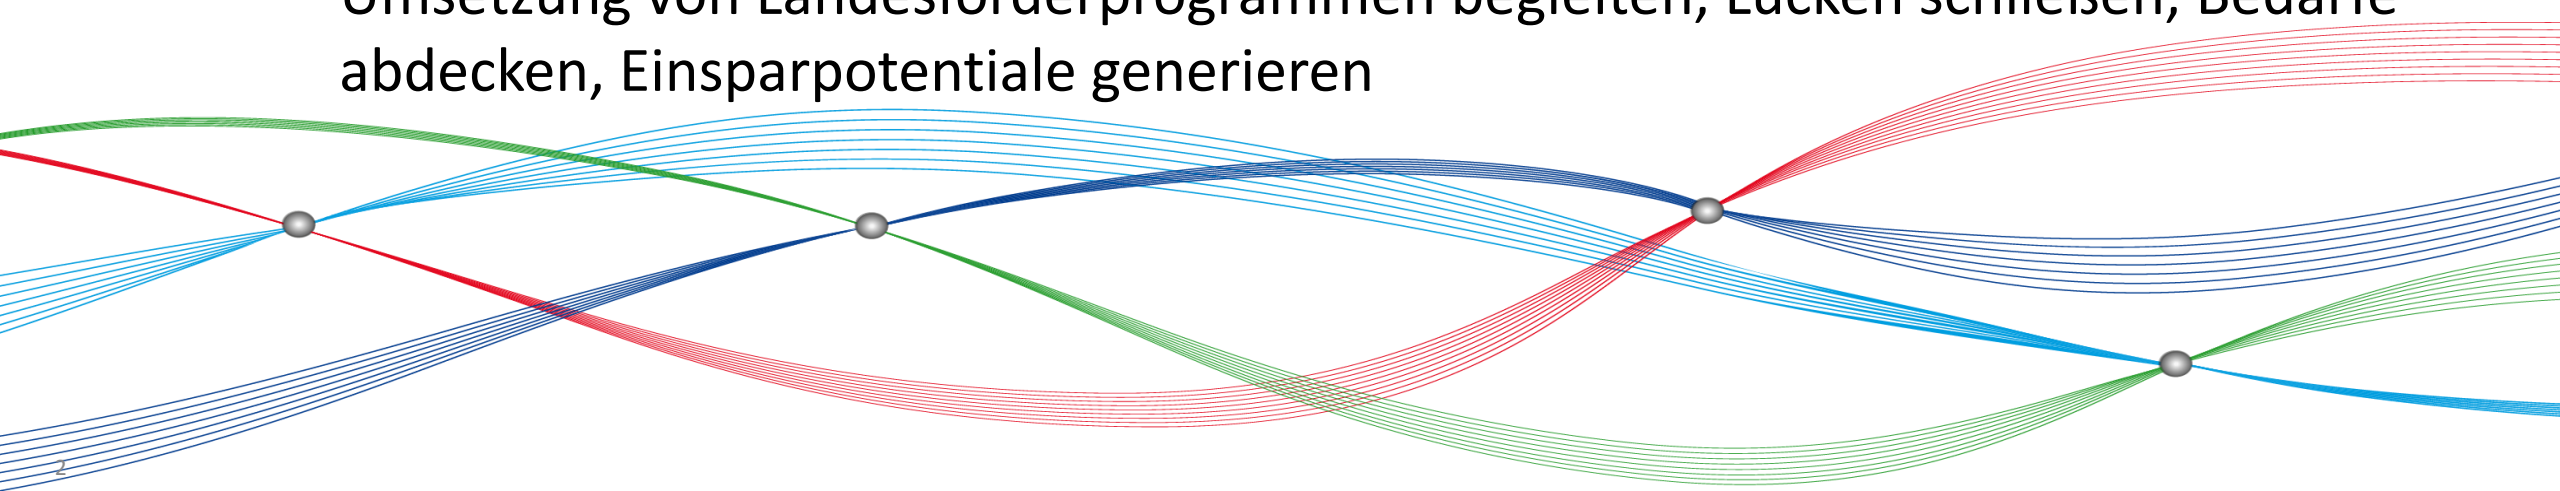 Umsetzung von Landesförderprogrammen begleiten, Lücken schließen, Bedarfe
abdecken, Einsparpotentiale generieren
2